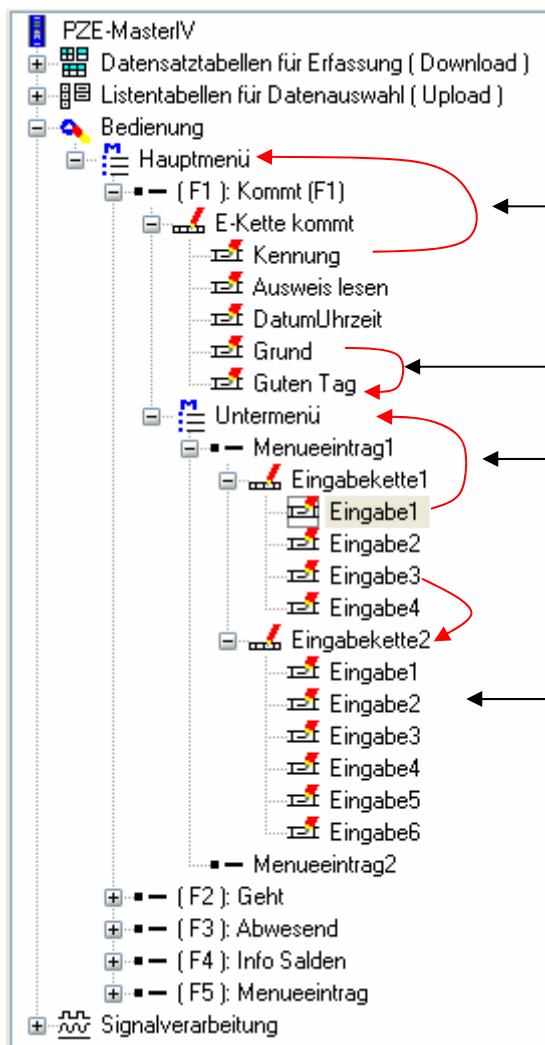 PZE-MasterIV
Datensatztabellen für Erfassung ( Download )
Listentabellen für Datenauswahl ( Upload )
Bedienung
Hauptmenü
( F1 ): Kommt (F1)
E-Kette kommt
Kennung
Ausweis lesen
DatumUhrzeit
Grund
Guten Tag
Untermenü
Menueeintrag1
Eingabekette1
Eingabe1
Eingabe2
Eingabe3
Eingabe4
Eingabekette2
Eingabe1
Eingabe2
Eingabe3
Eingabe4
Eingabe5
Eingabe6
Menueeintrag2
( F2 ): Geht
( F3 ): Abwesend
( F4 ): Info Salden
( F5 ): Menueeintrag
Signalverarbeitung